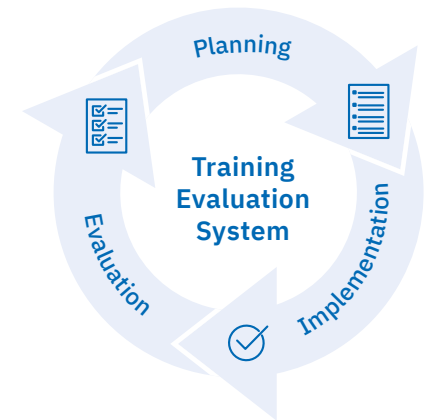 Planning
Training
Evaluation
System
Evaluation
Implementation